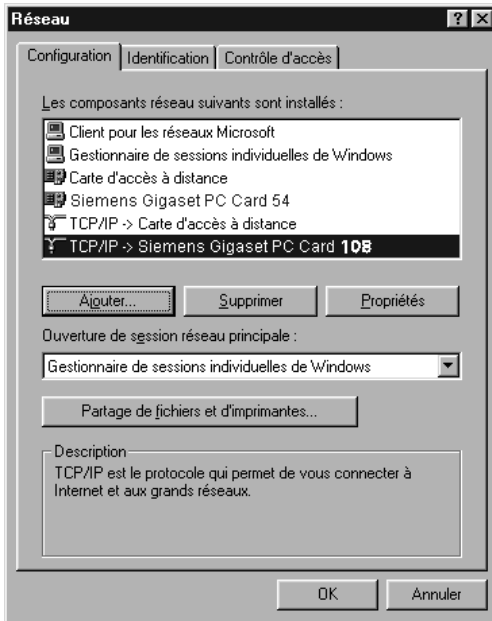 Réseau
Configuration Identification Contrôle d'accès
Les composants réseau suivants sont installés :
Client pour les réseaux Microsoft
Gestionnaire de sessions individuelles de Windows
Carte d'accès à distance
Siemens Gigaset PC Card 54
TCP/IP -> Carte d'accès à distance
TCP/IP -> Siemens Gigaset PC Card 108
Ajouter... Supprimer Propriétés
Ouverture de session réseau principale :
Gestionnaire de sessions individuelles de Windows
Partage de fichiers et d'imprimantes...
Description
TCP/IP est le protocole qui permet de vous connecter à
Internet et aux grands réseaux.
OK Annuler